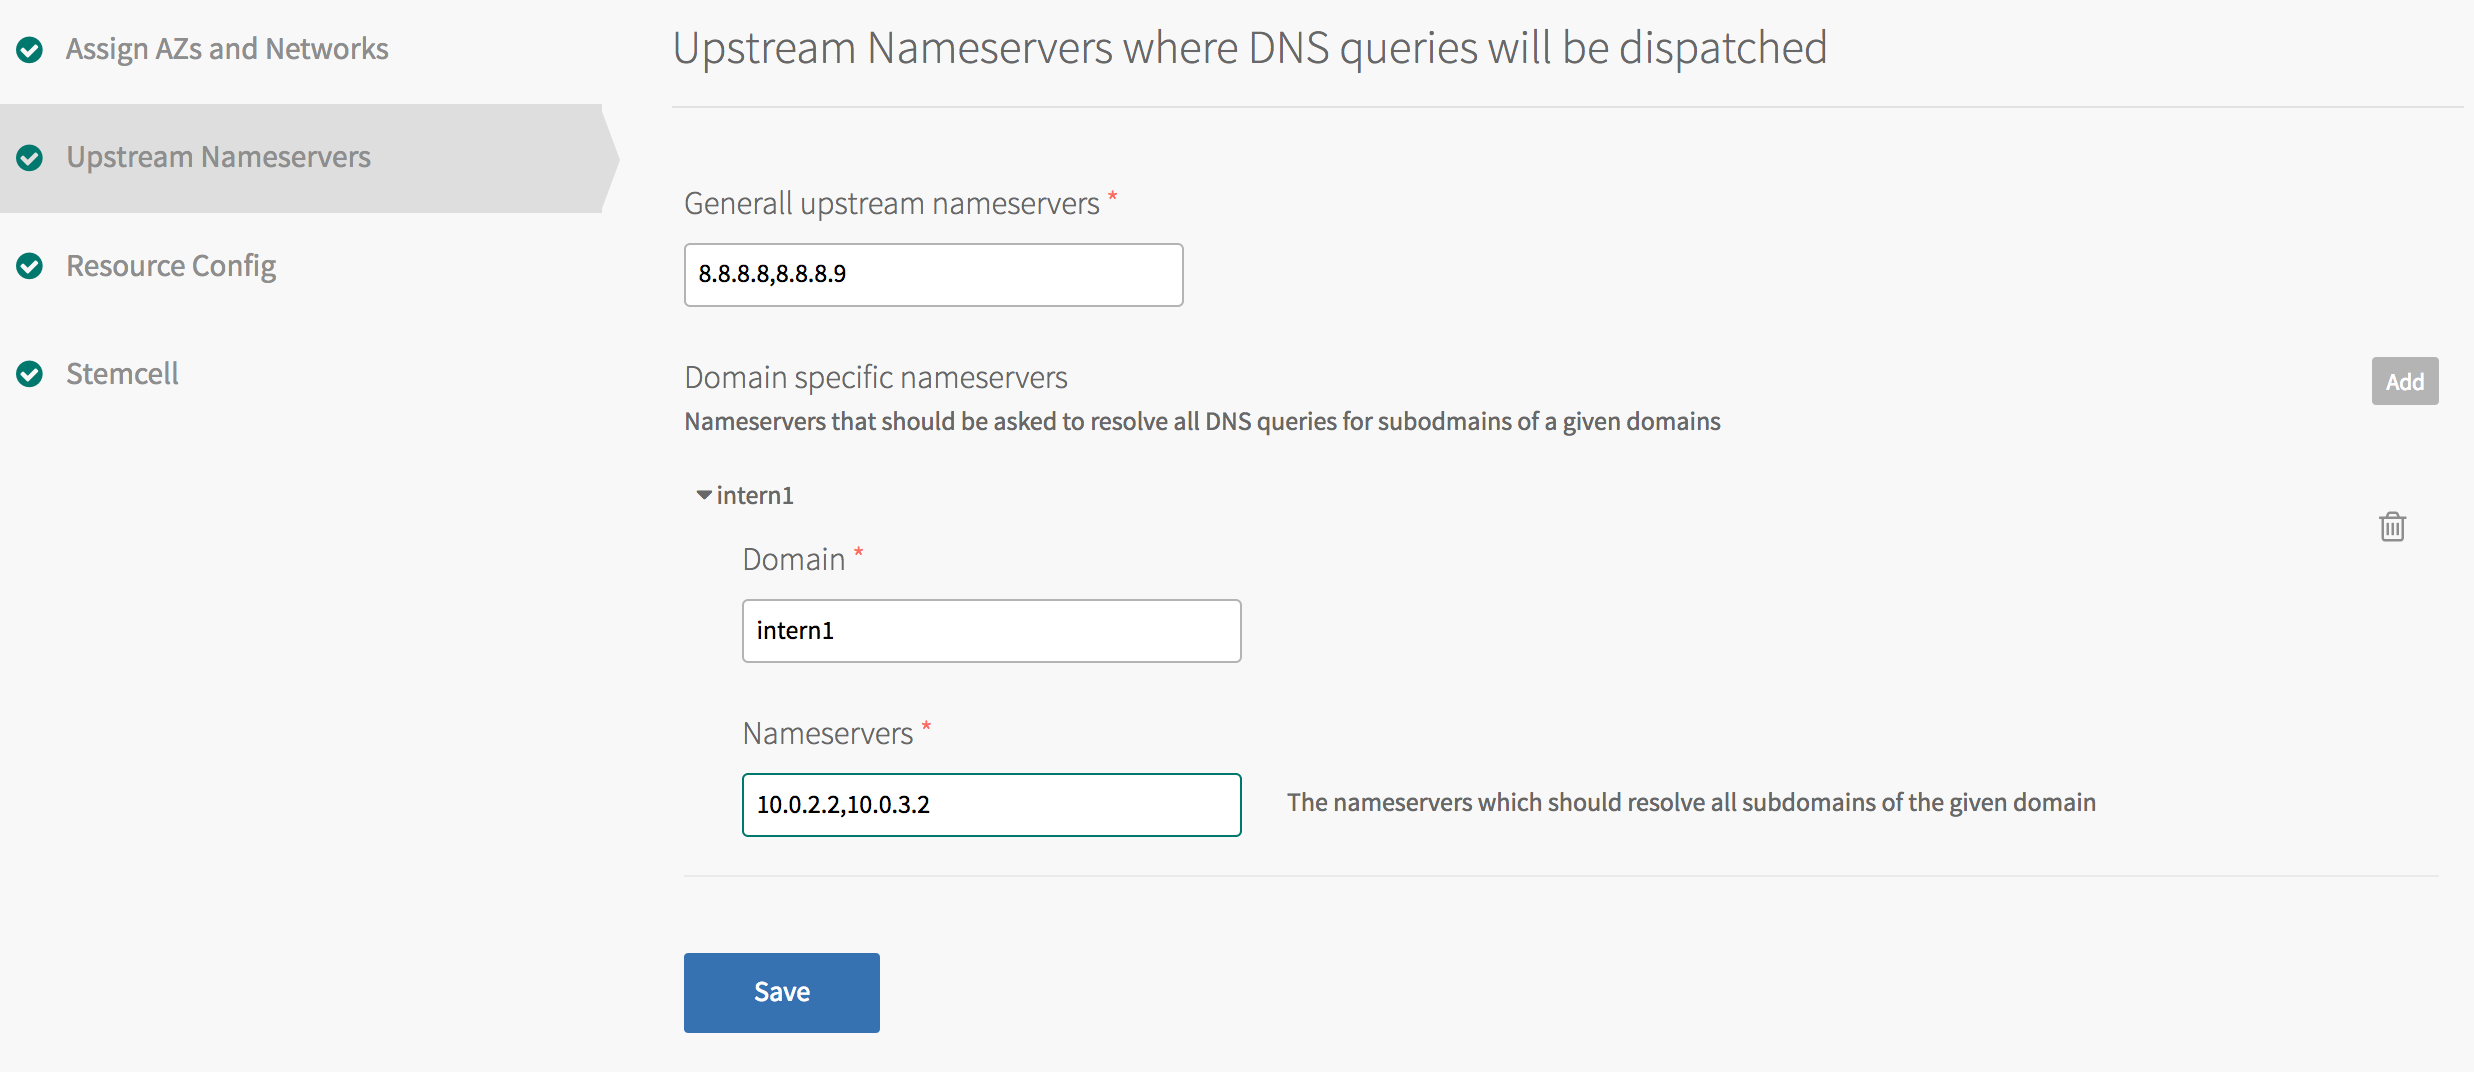 Assign AZs and Networks
Upstream Nameservers
Resource Config
Stemcell
Upstream Nameservers where DNS queries will be dispatched
Generall upstream nameservers *
8.8.8.8,8.8.8.9
Domain specific nameservers
Add
Nameservers that should be asked to resolve all DNS queries for subodmains of a given domains
intern1
Domain *
intern1
Nameservers *
10.0.2.2,10.0.3.2
The nameservers which should resolve all subdomains of the given domain
Save